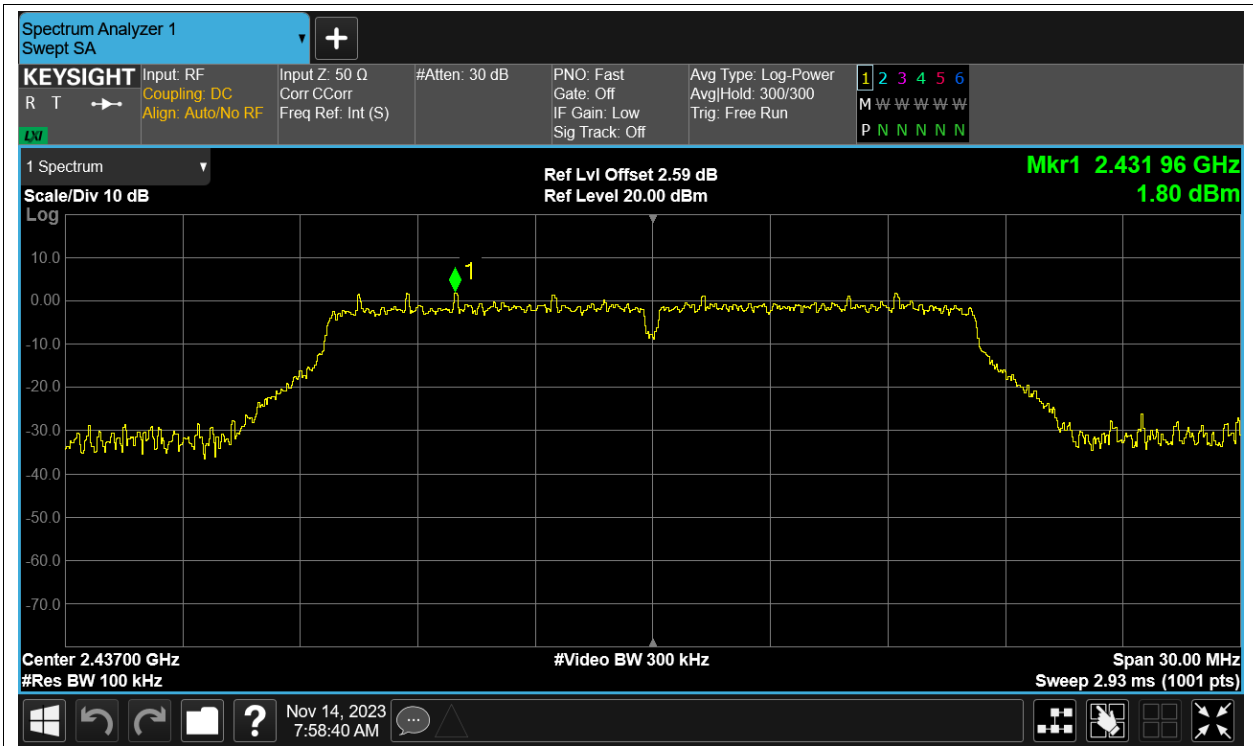 Spectrum Analyzer 1
Swept SA
KEYSIGHT
R T
LXI
Input: RF
Coupling: DC
Align: Auto/No RF
Input Z: 50 Ω
Corr CCorr
Freq Ref: Int (S)
#Atten: 30 dB
PNO: Fast
Gate: Off
IF Gain: Low
Sig Track: Off
Avg Type: Log-Power
Avg|Hold: 300/300
Trig: Free Run
1 2 3 4 5 6
M W W W W W
P N N N N N
1 Spectrum
Scale/Div 10 dB
Log
Ref Lvl Offset 2.59 dB
Ref Level 20.00 dBm
Mkr1 2.431 96 GHz
1.80 dBm
1
10.0
0.00
-10.0
-20.0
-30.0
-40.0
-50.0
-60.0
-70.0
Center 2.43700 GHz
#Res BW 100 kHz
#Video BW 300 kHz
Span 30.00 MHz
Sweep 2.93 ms (1001 pts)
?
Nov 14, 2023
7:58:40 AM